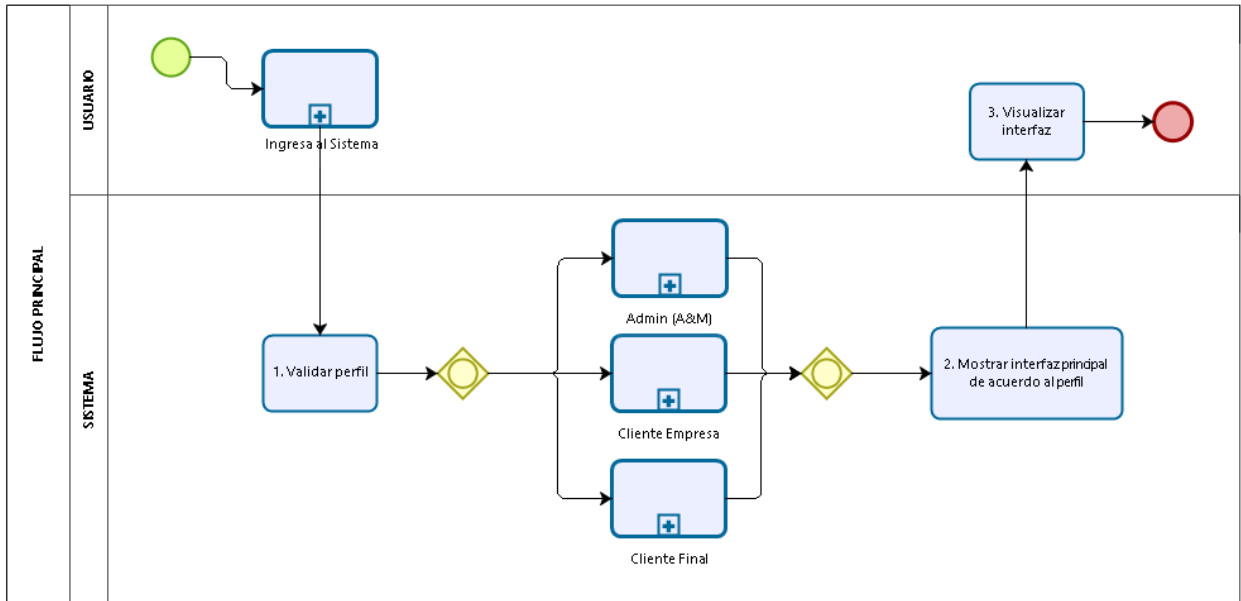 FLUJO PRINCIPAL
USUARIO
Ingresa al Sistema
3. Visualizar
interfaz
SISTEMA
1. Validar perfil
Admin (A&M)
Cliente Empresa
Cliente Final
2. Mostrar interfaz principal
de acuerdo al perfil